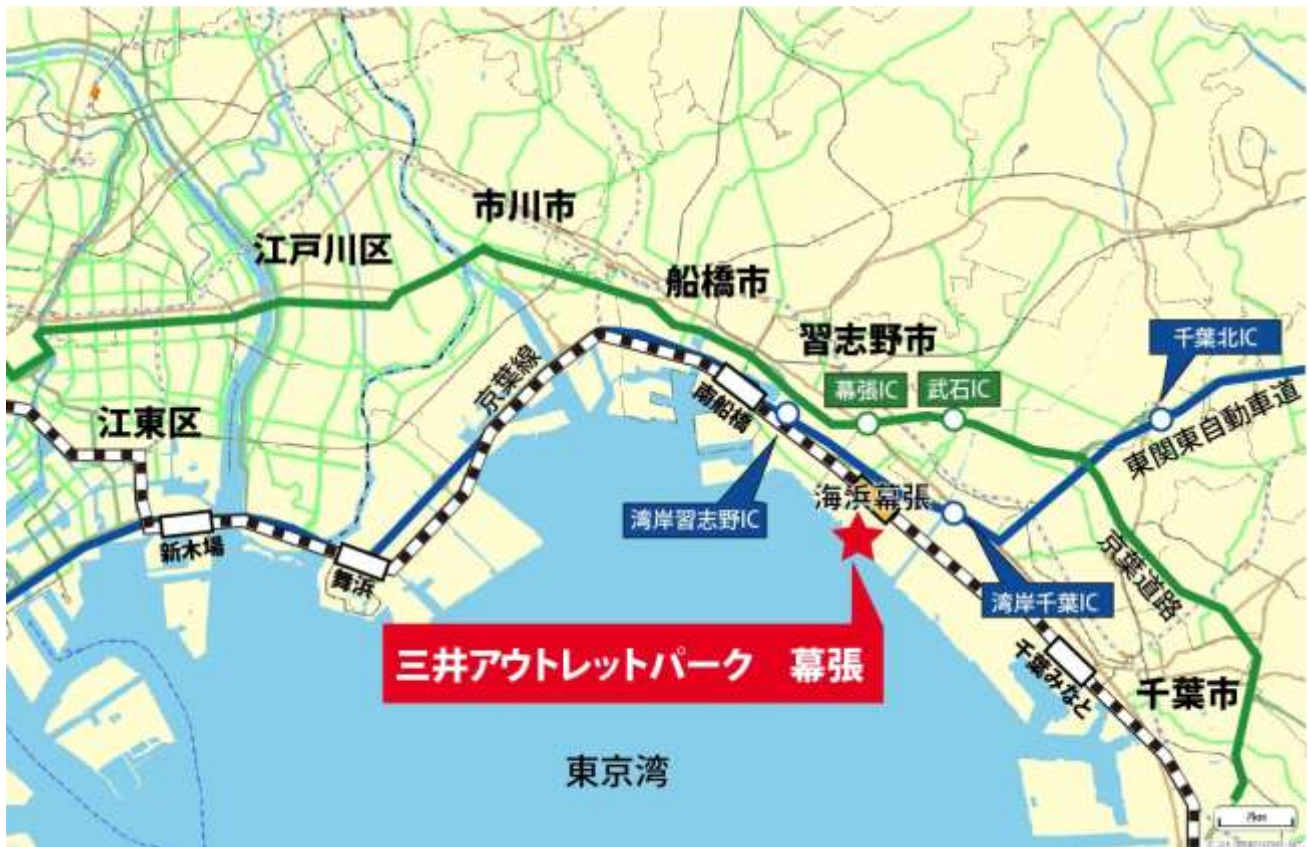 市川市
江戸川区
船橋市
習志野市
千葉北IC
京葉線
幕張IC
武石IC
東関東自動車道
江東区
南船橋
海浜幕張
湾岸習志野IC
新木場
舞浜
京葉道路
湾岸千葉IC
三井アウトレットパーク 幕張
千葉みなと
千葉市
東京湾